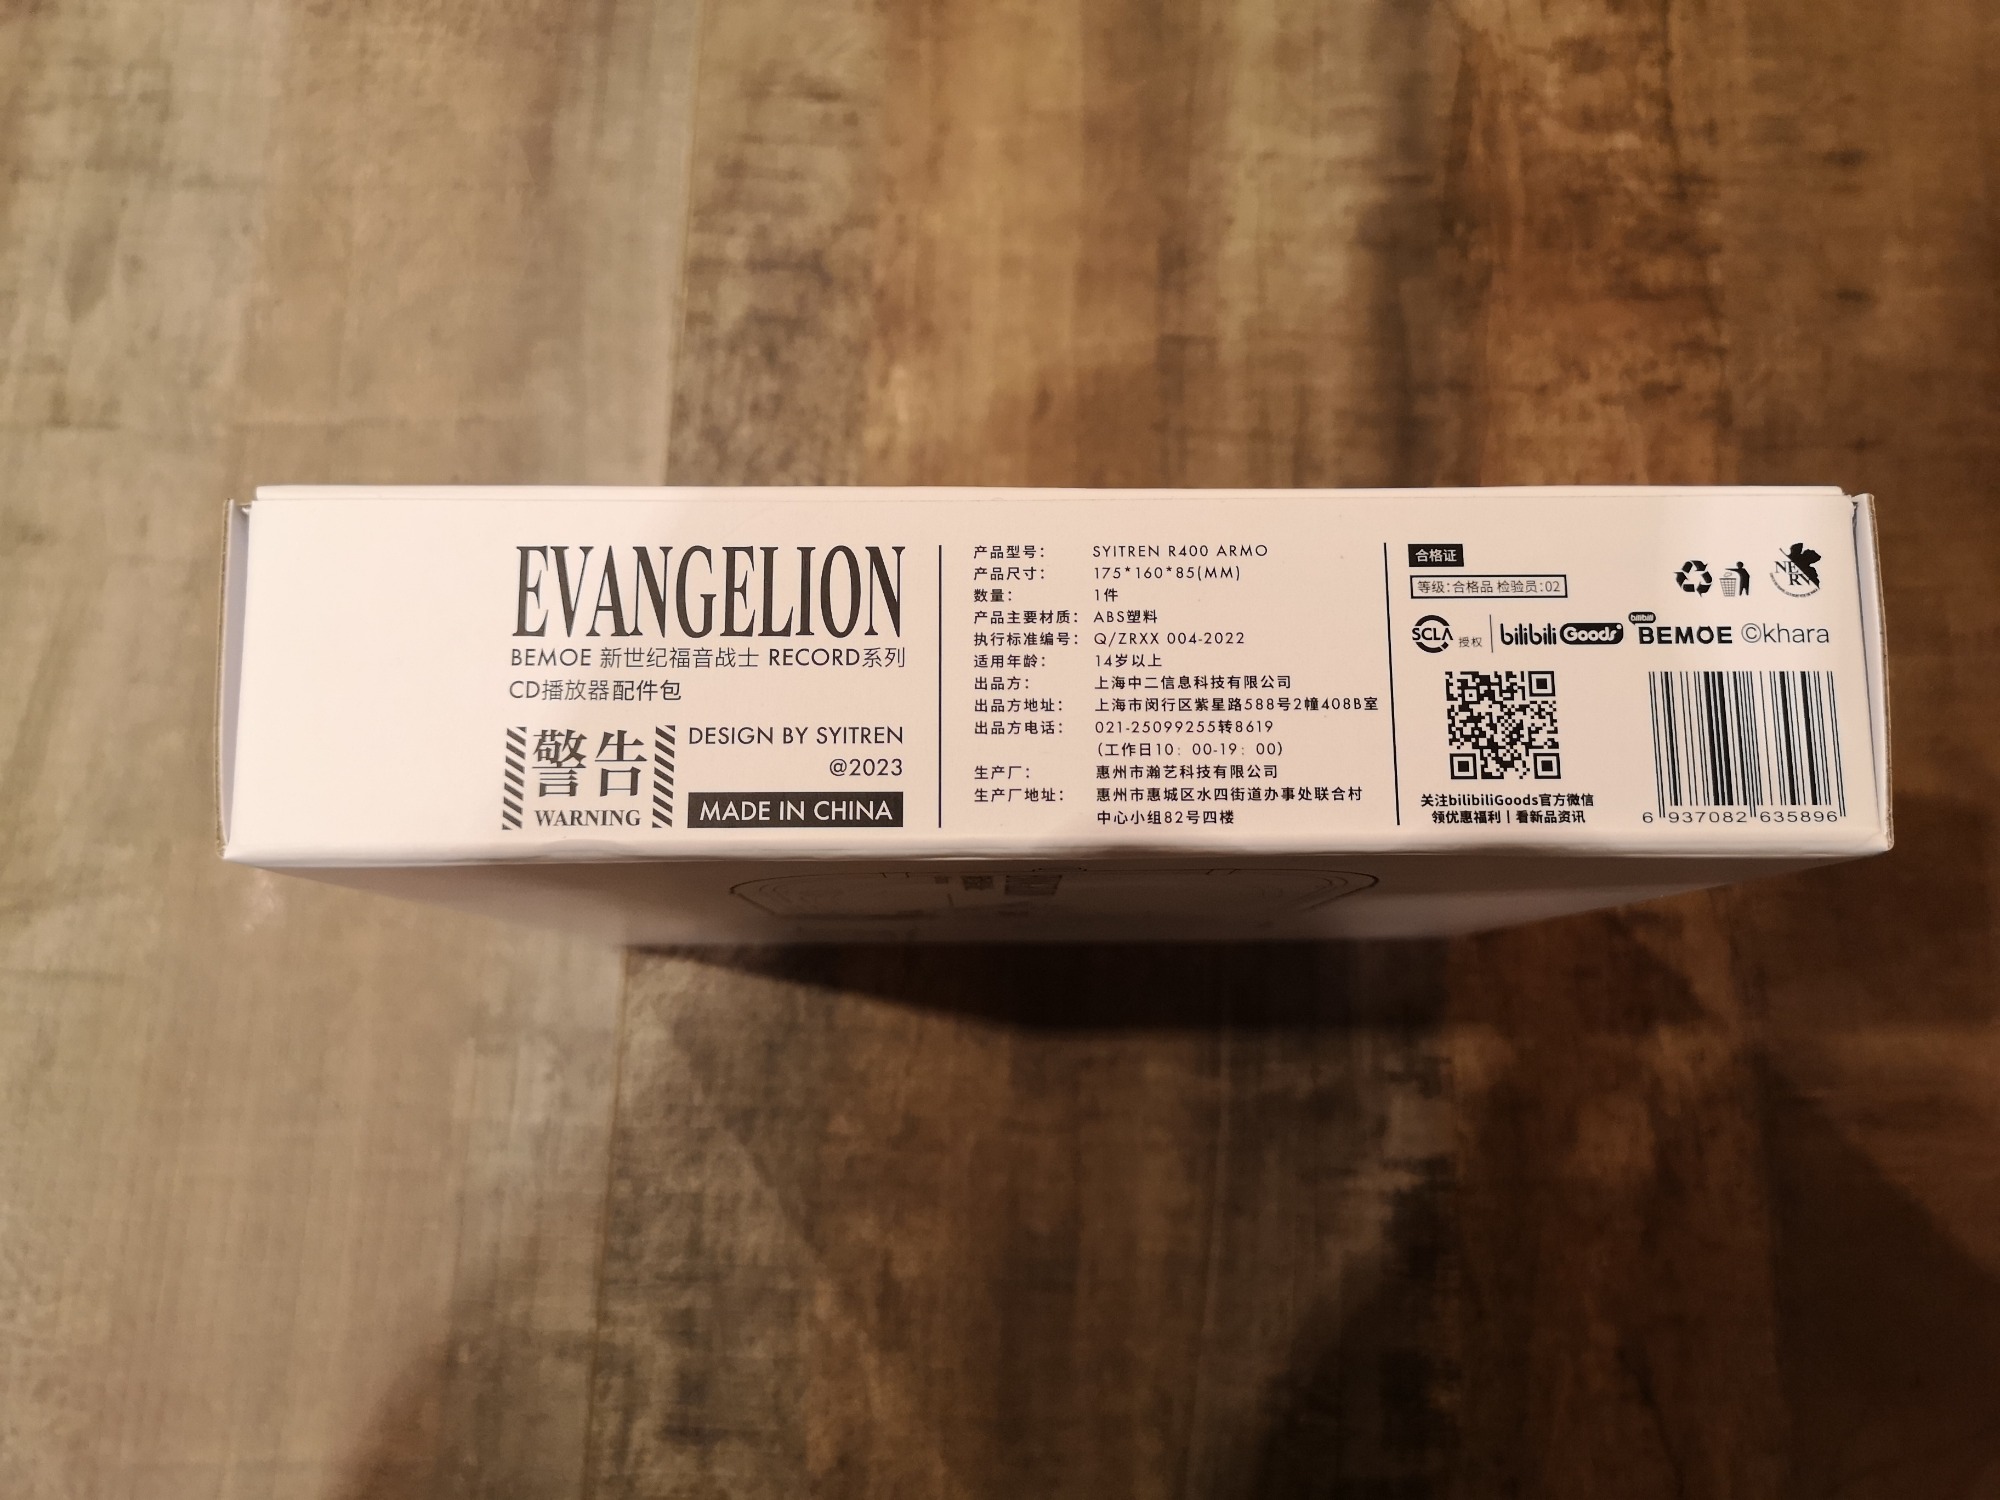 EVANGELION
BEMOE 新世纪福音战士 RECORD系列
CD播放器配件包
警告
WARNING
DESIGN BY SYITREN
@2023
MADE IN CHINA
产品型号： SYITREN R400 ARMO
产品尺寸： 175*160*85(MM)
数量： 1件
产品主要材质： ABS塑料
执行标准编号： Q/ZRXX 004-2022
适用年龄： 14岁以上
出品方： 上海中二信息科技有限公司
出品方地址： 上海市闵行区紫星路588号2幢408B室
出品方电话： 021-25099255转8619
（工作日10：00-19：00）
生产厂： 惠州市瀚艺科技有限公司
生产厂地址： 惠州市惠城区水四街道办事处联合村
中心小组82号四楼
合格证
等级:合格品 检验员:02
NERV
SCLA 授权 bilibili Goods bilibili BEMOE ©khara
关注bilibiliGoods官方微信
领优惠福利丨看新品资讯
6 937082 635896